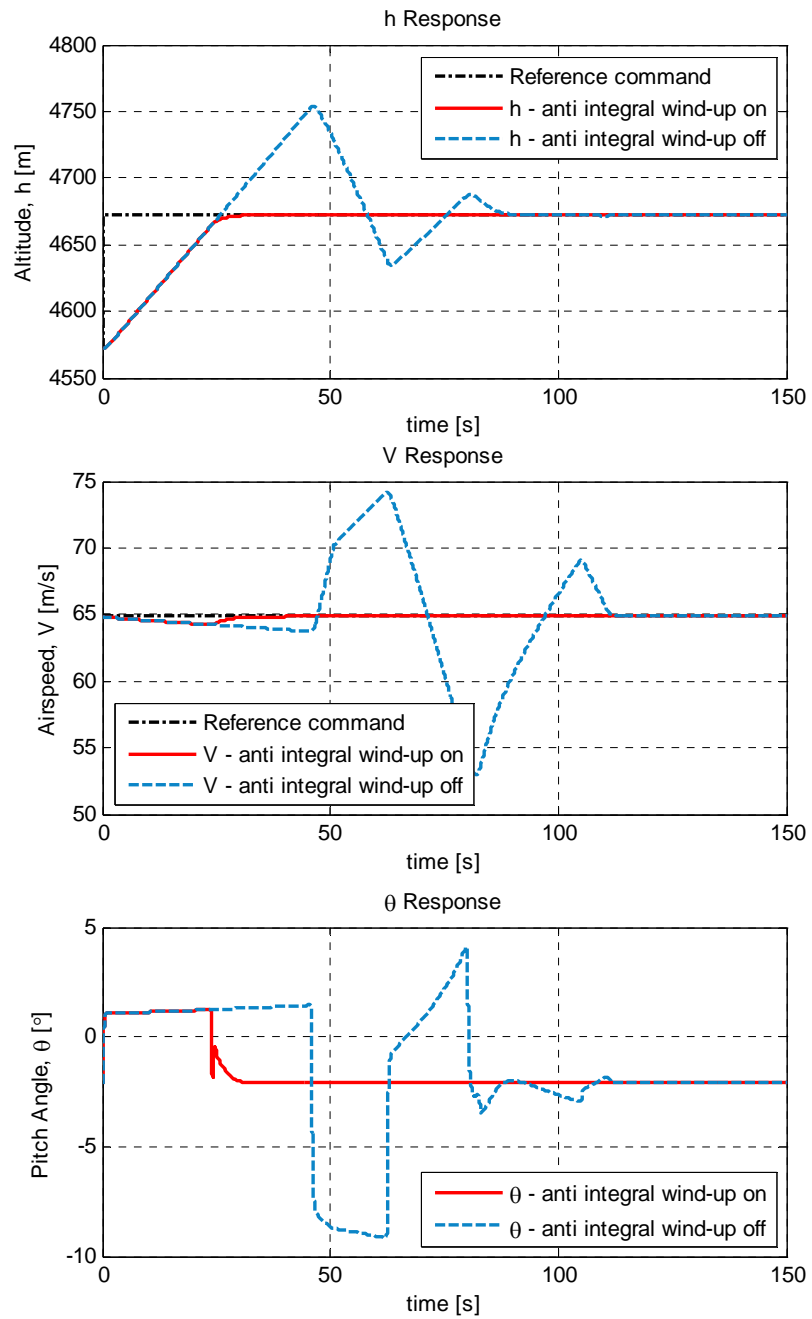 h Response
4800
4750
4700
4650
4600
4550
Altitude, h [m]
Reference command
h - anti integral wind-up on
h - anti integral wind-up off
0 50 100 150
time [s]
V Response
75
70
65
60
55
50
Airspeed, V [m/s]
Reference command
V - anti integral wind-up on
V - anti integral wind-up off
0 50 100 150
time [s]
θ Response
5
0
-5
-10
Pitch Angle, θ [º]
θ - anti integral wind-up on
θ - anti integral wind-up off
0 50 100 150
time [s]